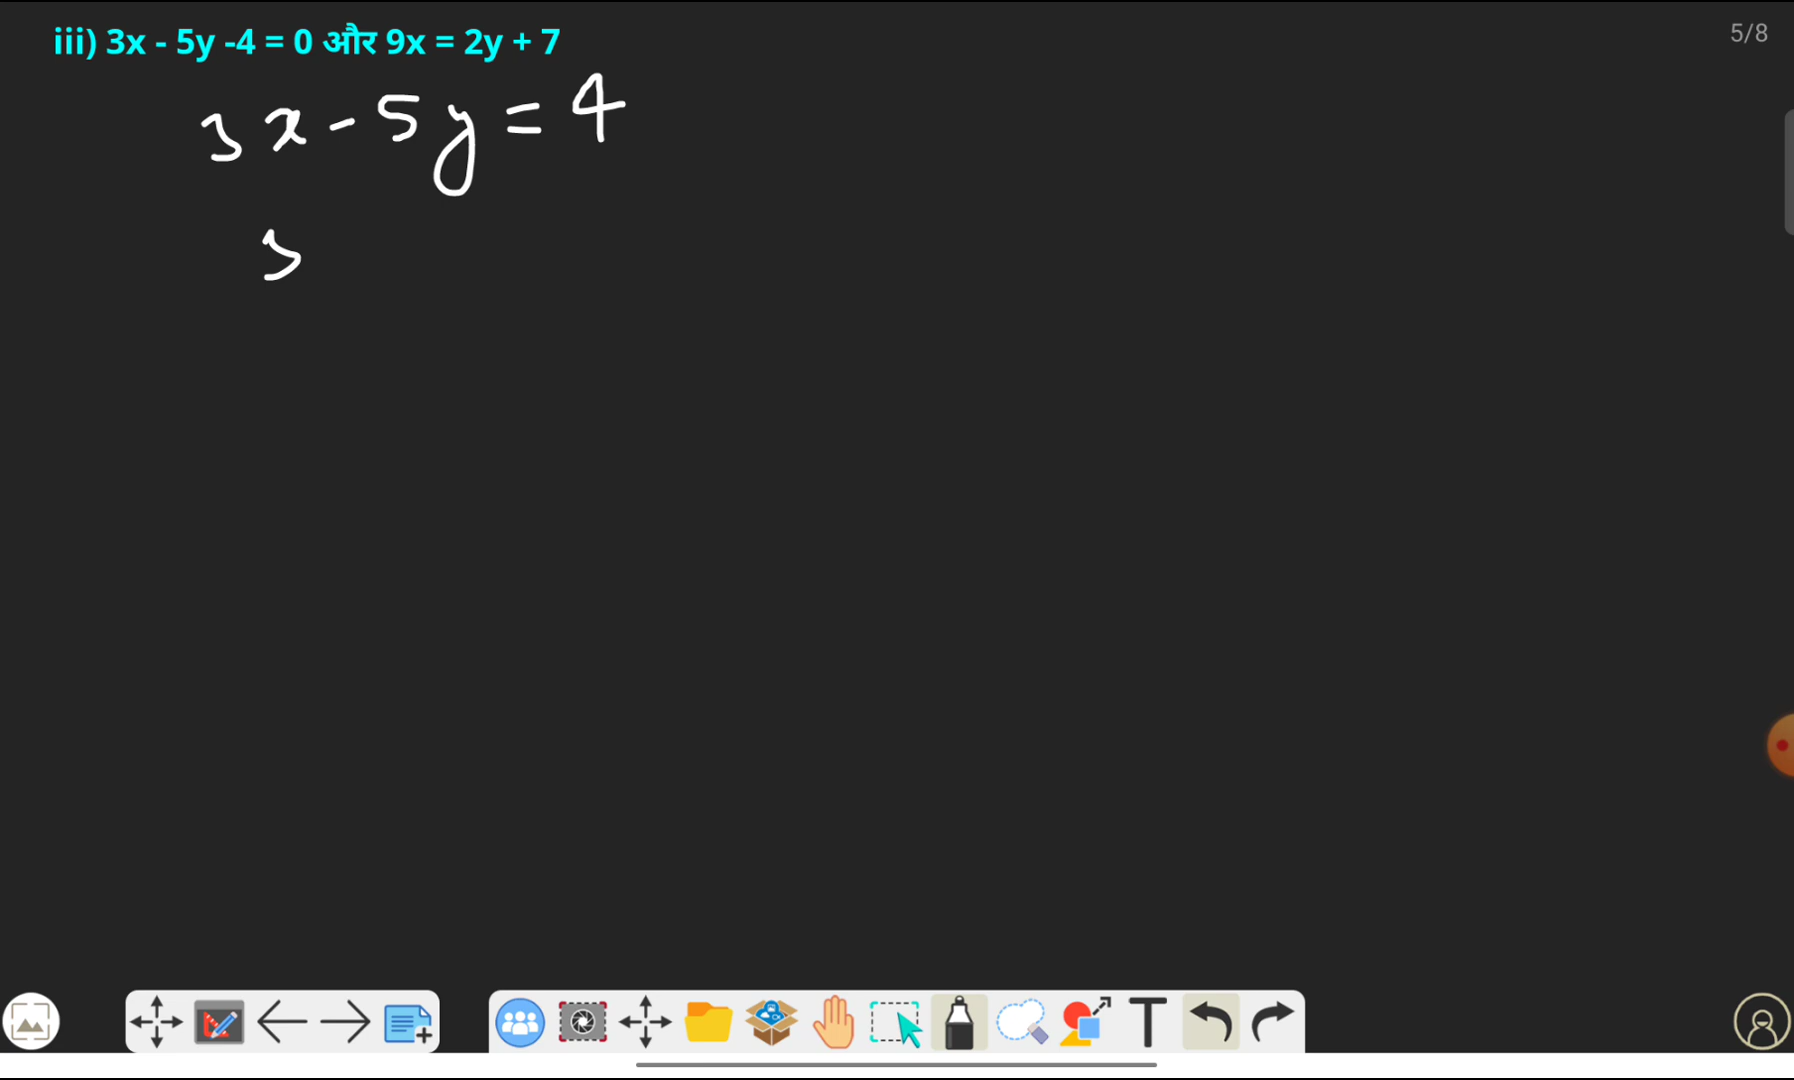 iii) 3x - 5y -4 = 0 और 9x = 2y + 7
5/8
3x - 5y = 4
3
T